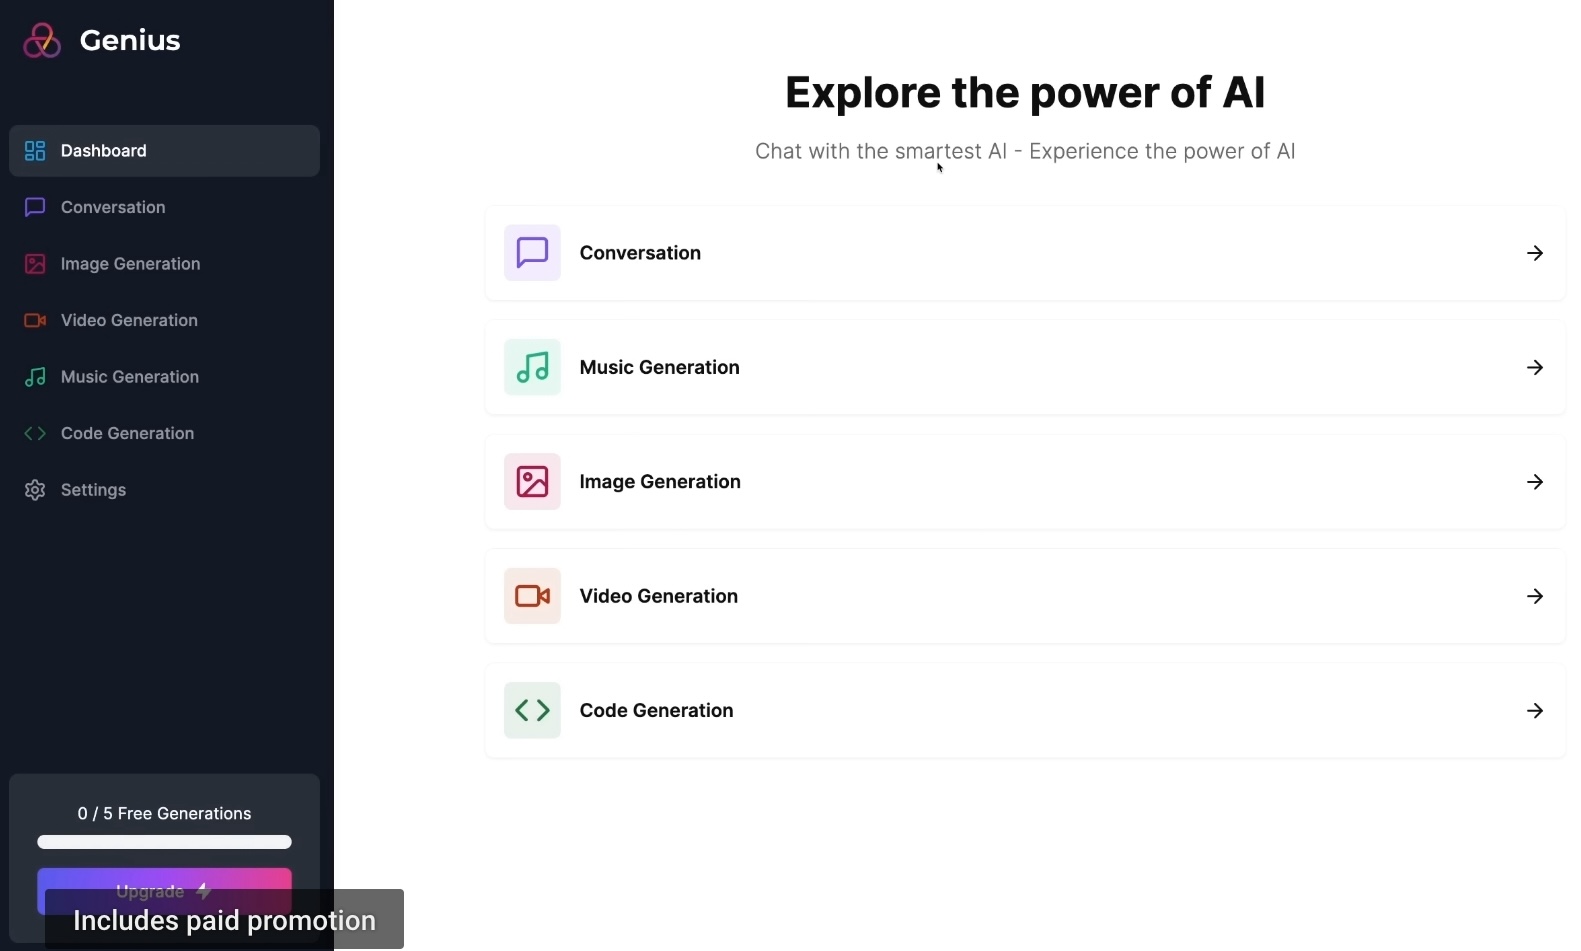 Genius
Dashboard
Conversation
Image Generation
Video Generation
Music Generation
Code Generation
Settings
0 / 5 Free Generations
Upgrade
Includes paid promotion
Explore the power of AI
Chat with the smartest AI - Experience the power of AI
Conversation
Music Generation
Image Generation
Video Generation
Code Generation